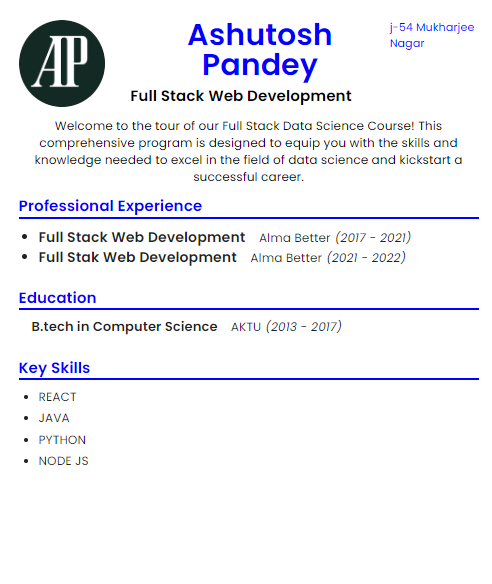 AP
Ashutosh
Pandey
j-54 Mukharjee
Nagar
Full Stack Web Development
Welcome to the tour of our Full Stack Data Science Course! This
comprehensive program is designed to equip you with the skills and
knowledge needed to excel in the field of data science and kickstart a
successful career.
Professional Experience
• Full Stack Web Development Alma Better (2017 - 2021)
• Full Stak Web Development Alma Better (2021 - 2022)
Education
B.tech in Computer Science AKTU (2013 - 2017)
Key Skills
• REACT
• JAVA
• PYTHON
• NODE JS